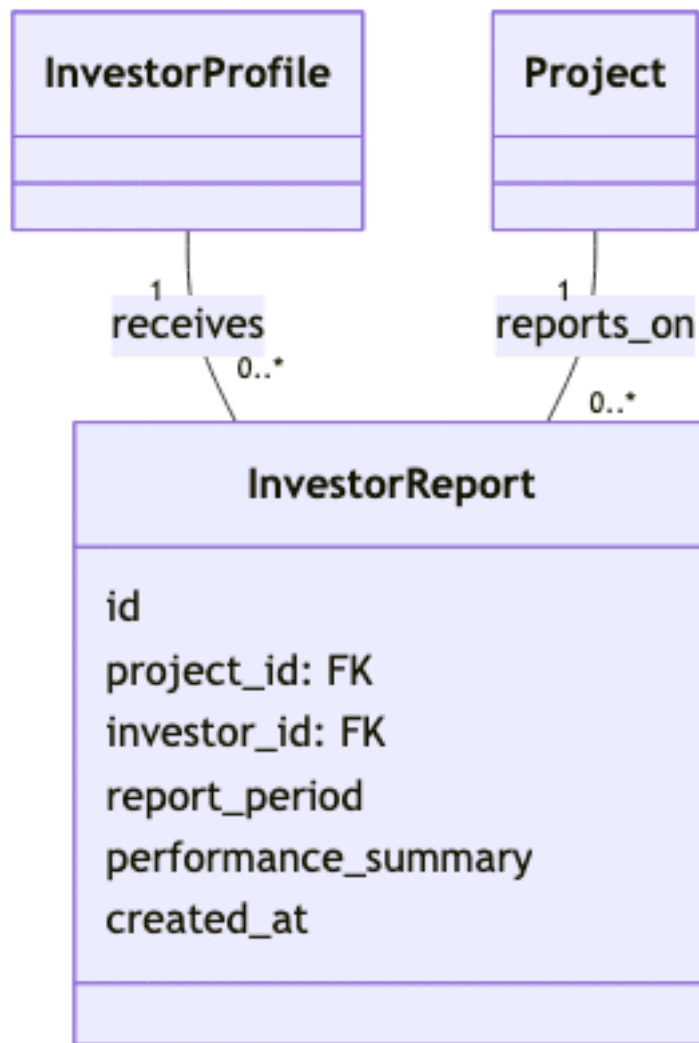 InvestorProfile
Project
1
receives
0..*
1
reports_on
0..*
InvestorReport
id
project_id: FK
investor_id: FK
report_period
performance_summary
created_at